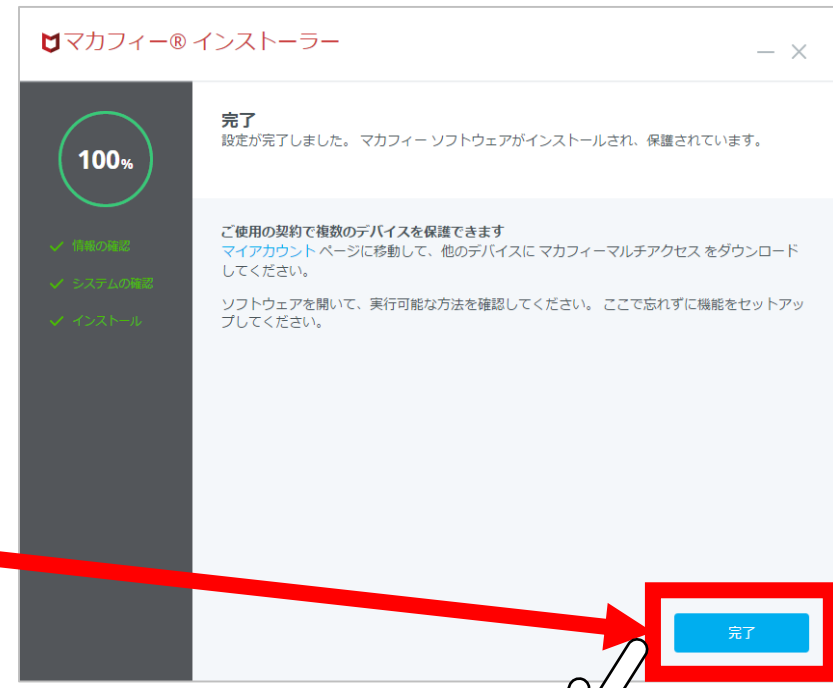 マカフィー® インストーラー
100%
情報の確認
システムの確認
インストール
完了
設定が完了しました。 マカフィー ソフトウェアがインストールされ、保護されています。
ご使用の契約で複数のデバイスを保護できます
マイアカウント ページに移動して、他のデバイスに マカフィーマルチアクセス をダウンロード
してください。
ソフトウェアを開いて、実行可能な方法を確認してください。 ここで忘れずに機能をセットアッ
プしてください。
完了